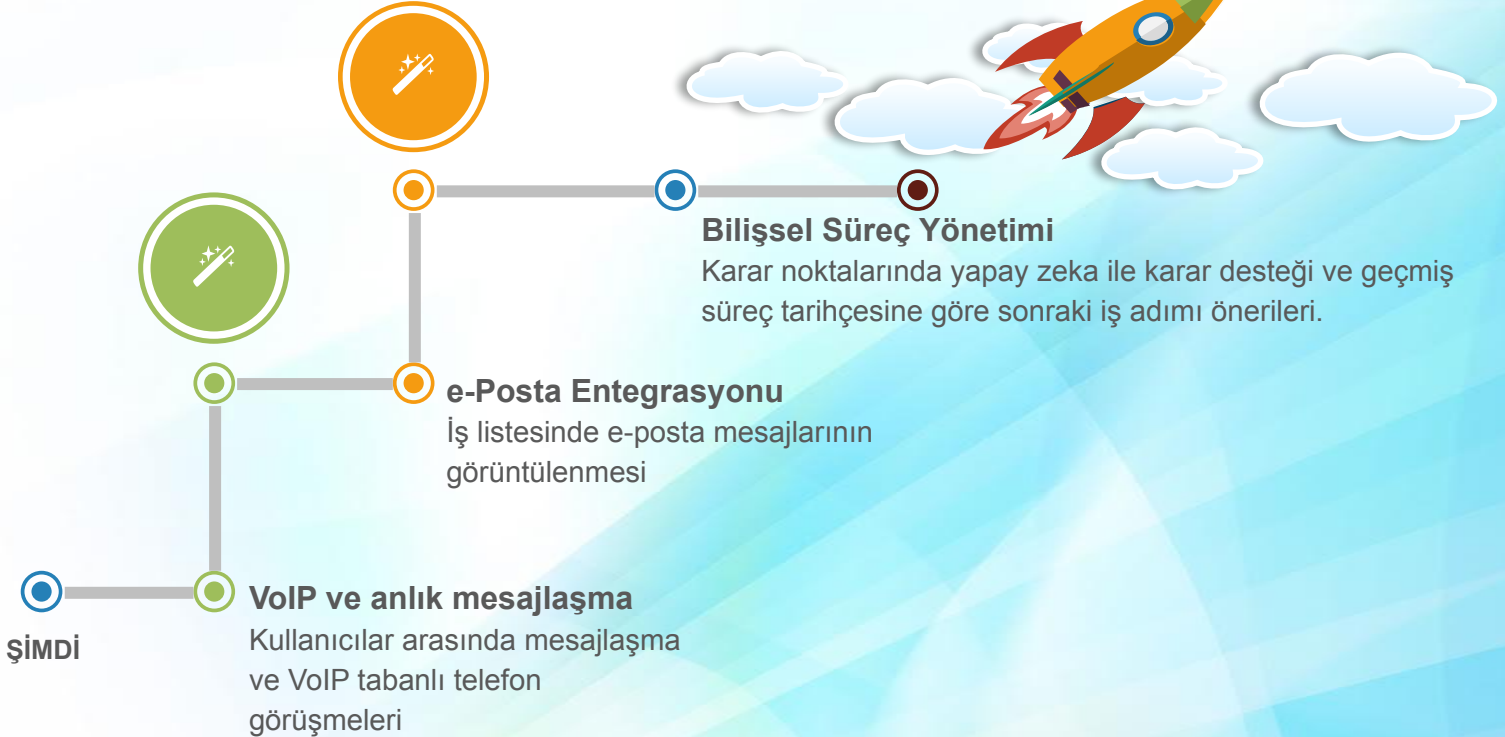 Bilişsel Süreç Yönetimi
Karar noktalarında yapay zeka ile karar desteği ve geçmiş
süreç tarihçesine göre sonraki iş adımı önerileri.
e-Posta Entegrasyonu
İş listesinde e-posta mesajlarının
görüntülenmesi
ŞİMDİ
VoIP ve anlık mesajlaşma
Kullanıcılar arasında mesajlaşma
ve VoIP tabanlı telefon
görüşmeleri